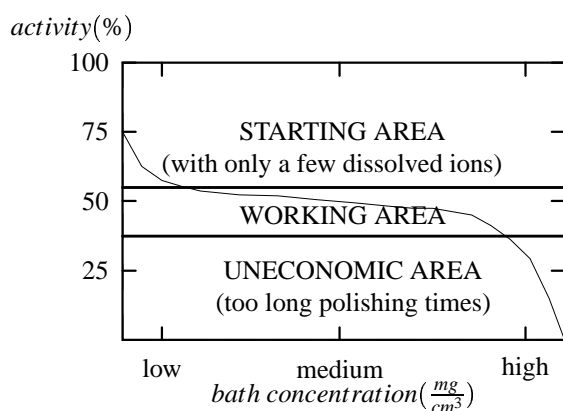 activity(%)
100
75
STARTING AREA
(with only a few dissolved ions)
50
WORKING AREA
25
UNECONOMIC AREA
(too long polishing times)
low medium high
bath concentration(mg/cm³)